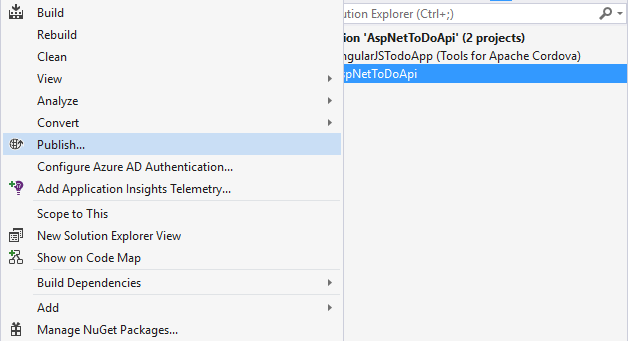 Build
Rebuild
Clean
View
Analyze
Convert
Publish...
Configure Azure AD Authentication...
Add Application Insights Telemetry...
Scope to This
New Solution Explorer View
Show on Code Map
Build Dependencies
Add
Manage NuGet Packages...
ution Explorer (Ctrl+;)
ion 'AspNetToDoApi' (2 projects)
ngularJSTodoApp (Tools for Apache Cordova)
spNetToDoApi